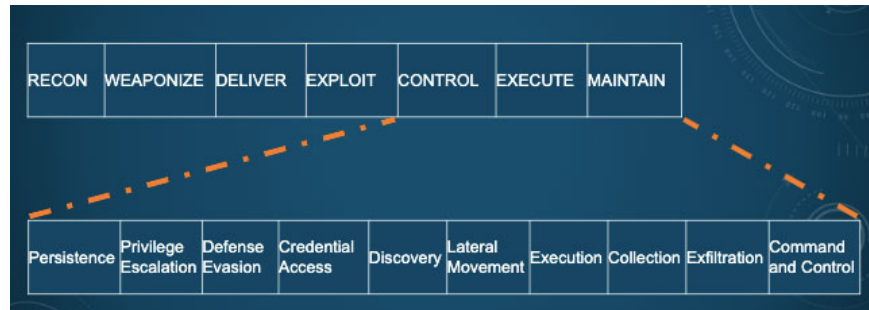 RECON WEAPONIZE DELIVER EXPLOIT CONTROL EXECUTE MAINTAIN
Persistence
Privilege
Escalation
Defense
Evasion
Credential
Access
Discovery
Lateral
Movement
Execution
Collection
Exfiltration
Command
and Control